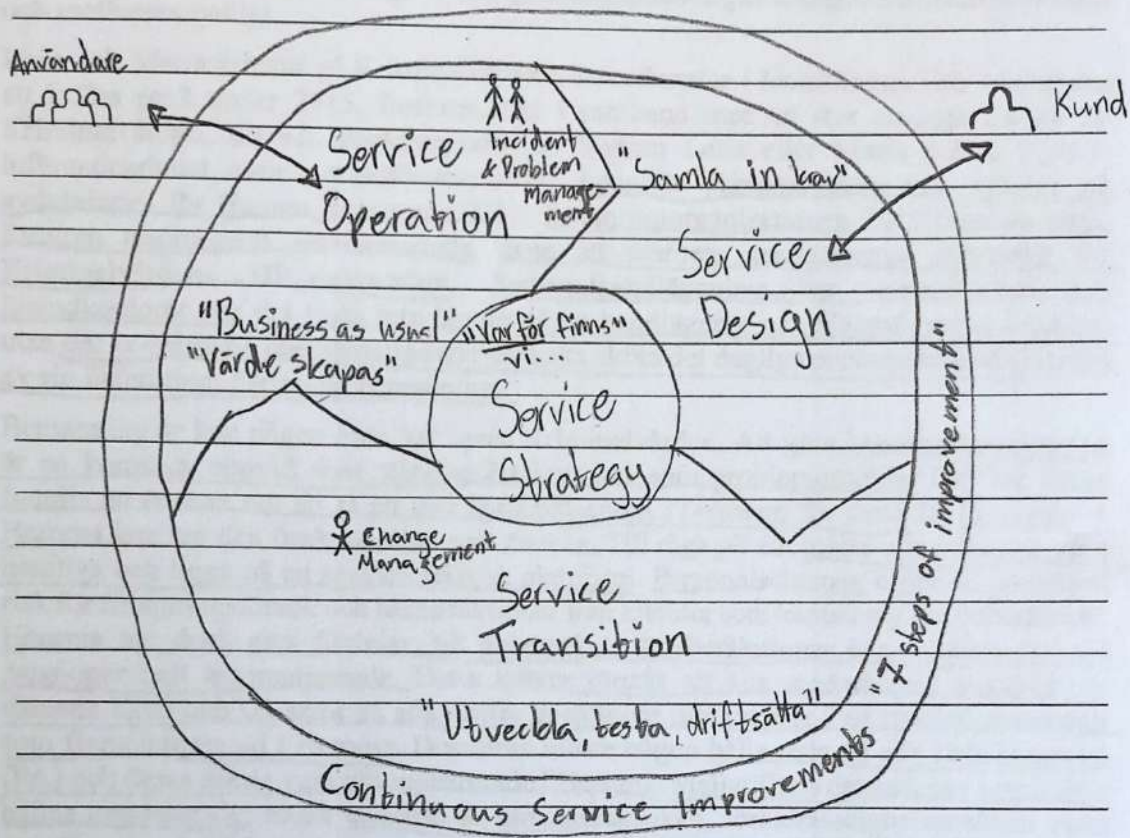 Användare
Kund
Service
Operation
Incident
& Problem
manage-
ment
"Samla in krav"
Service
Design
"Business as usual"
"Värde skapas"
"Varför finns
vi"
Service
Strategy
Change
Management
Service
Transition
"Utveckla, testa, driftsätta"
Continuous Service Improvements
"7 steps of improvement"